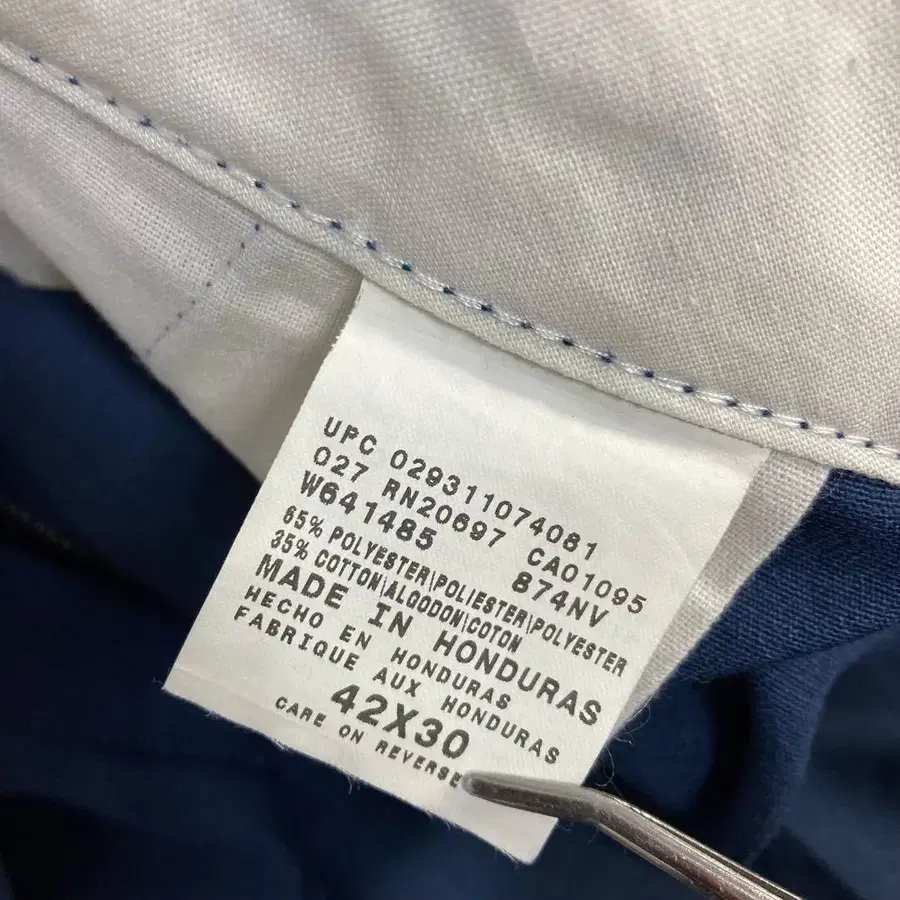 UPC 029311074081
027 RN20697 CA01095
W641485 874NV
65% POLYESTER\POLIESTER\POLYESTER
35% COTTON\ALGODON\COTON
MADE IN HONDURAS
HECHO EN HONDURAS
FABRIQUE AUX HONDURAS
42X30
CARE ON REVERSE